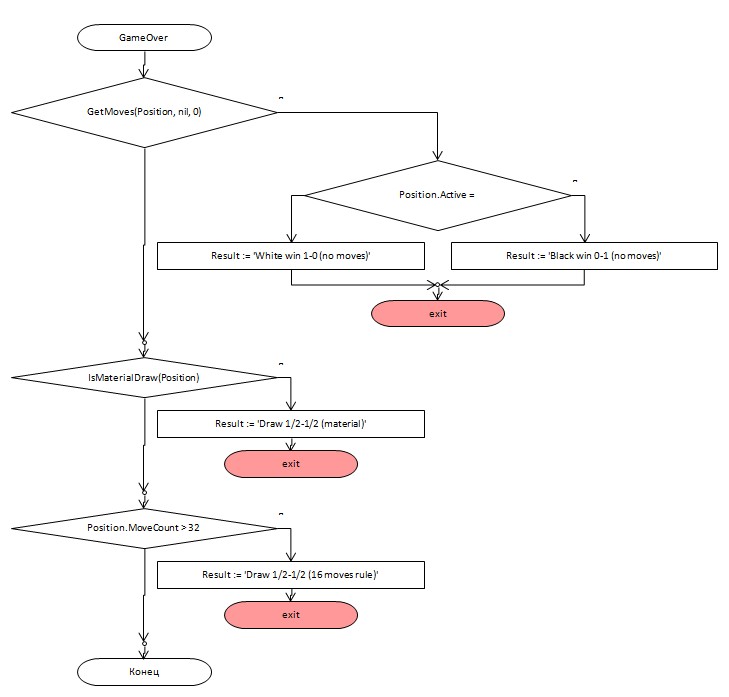 GameOver
GetMoves(Position, nil, 0)
Position.Active =
Result := 'White win 1-0 (no moves)'
Result := 'Black win 0-1 (no moves)'
exit
IsMaterialDraw(Position)
Result := 'Draw 1/2-1/2 (material)'
exit
Position.MoveCount > 32
Result := 'Draw 1/2-1/2 (16 moves rule)'
exit
Конец